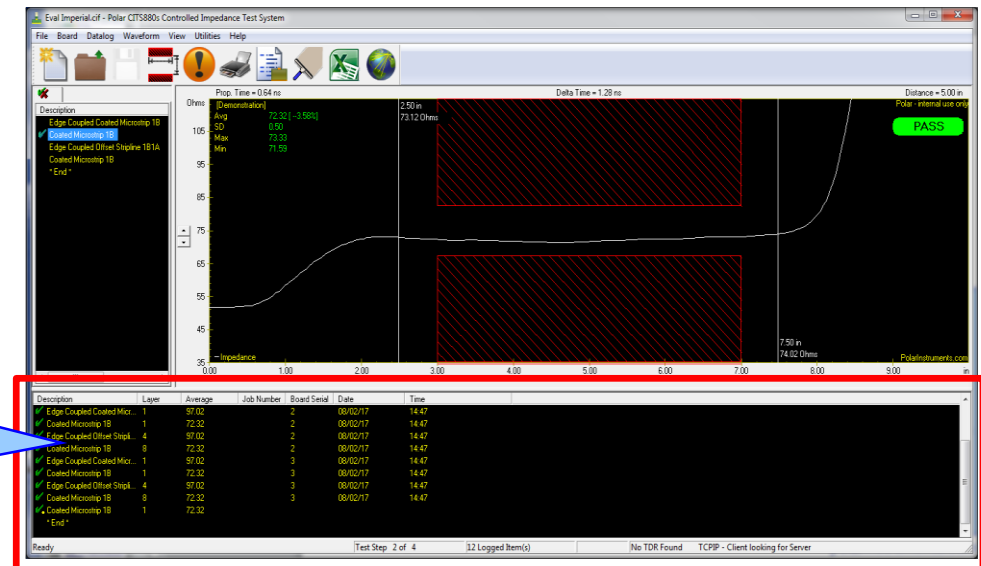 Eval Imperial.cif - Polar CITS880s Controlled Impedance Test System
File Board Datalog Waveform View Utilities Help
Prop. Time = 0.64 ns Delta Time = 1.28 ns Distance = 5.00 in
Description
Edge Coupled Coated Microstrip 1B
Coated Microstrip 1B
Edge Coupled Offset Stripline 1B1A
Coated Microstrip 1B
* End *
Ohms
[Demonstration]
Avg 72.32 [ -3.58%]
SD 0.50
Max 73.33
Min 71.59
2.50 in
73.12 Ohms
Polar - internal use only
PASS
105
95
85
75
65
55
45
35
7.50 in
74.02 Ohms
Impedance
PolarInstruments.com
0.00 1.00 2.00 3.00 4.00 5.00 6.00 7.00 8.00 9.00 in
Description Layer Average Job Number Board Serial Date Time
Edge Coupled Coated Micr... 1 97.02 2 08/02/17 14:47
Coated Microstrip 1B 1 72.32 2 08/02/17 14:47
Edge Coupled Offset Stripli... 4 97.02 2 08/02/17 14:47
Coated Microstrip 1B 8 72.32 2 08/02/17 14:47
Edge Coupled Coated Micr... 1 97.02 3 08/02/17 14:47
Coated Microstrip 1B 1 72.32 3 08/02/17 14:47
Edge Coupled Offset Stripli... 4 97.02 3 08/02/17 14:47
Coated Microstrip 1B 8 72.32 3 08/02/17 14:47
Coated Microstrip 1B 1 72.32
* End *
Ready Test Step 2 of 4 12 Logged Item(s) No TDR Found TCPIP - Client looking for Server